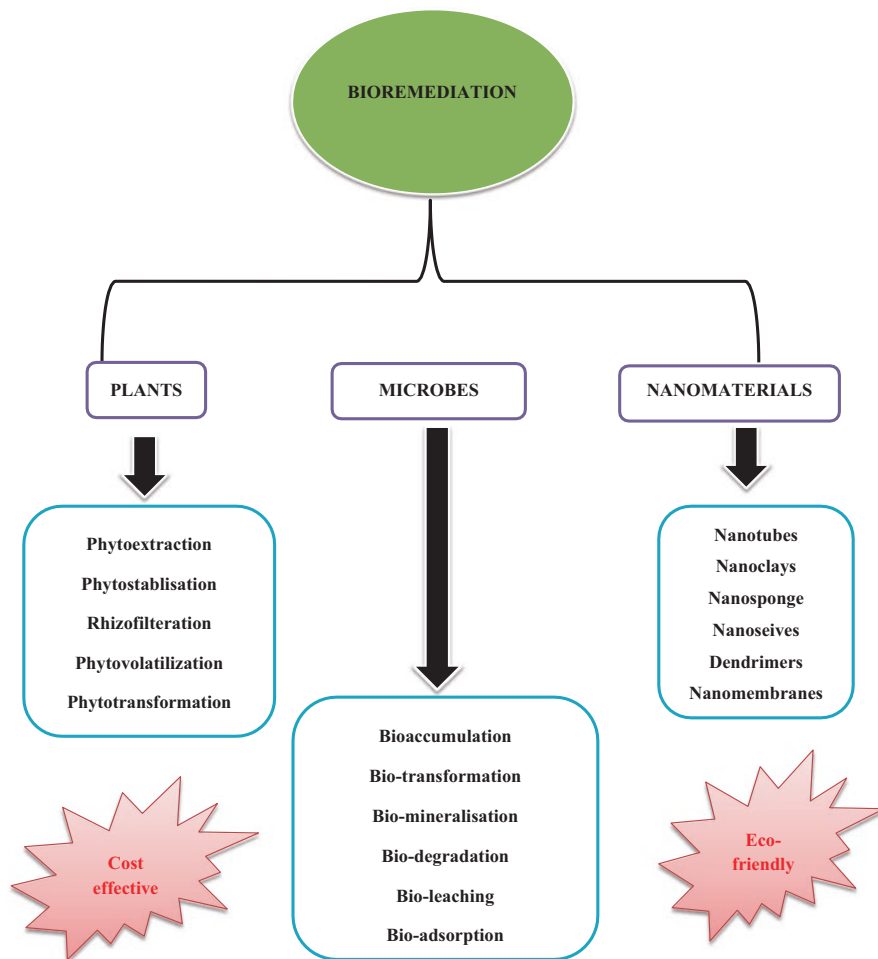 BIOREMEDIATION
PLANTS
MICROBES
NANOMATERIALS
Phytoextraction
Phytostablisation
Rhizofilteration
Phytovolatilization
Phytotransformation
Bioaccumulation
Bio-transformation
Bio-mineralisation
Bio-degradation
Bio-leaching
Bio-adsorption
Nanotubes
Nanoclays
Nanosponge
Nanoseives
Dendrimers
Nanomembranes
Cost
effective
Eco-
friendly